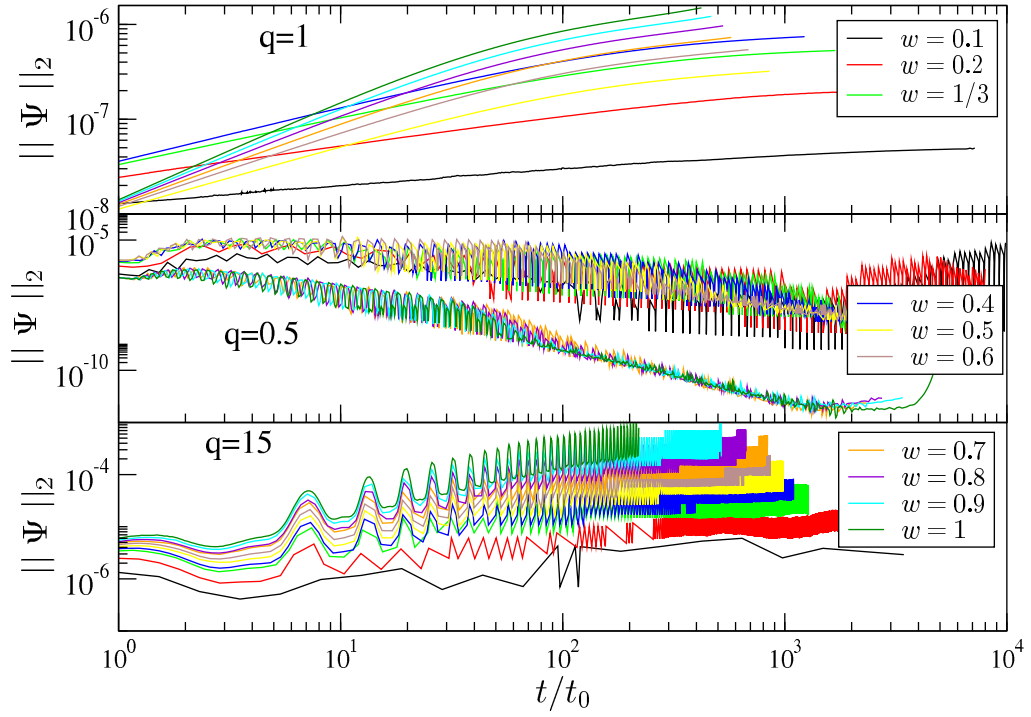 10^-6
q=1
w = 0.1
w = 0.2
w = 1/3
|| Ψ ||_2
10^-7
10^-8
10^-5
w = 0.4
w = 0.5
w = 0.6
|| Ψ ||_2
q=0.5
10^-10
q=15
w = 0.7
w = 0.8
w = 0.9
w = 1
10^-4
|| Ψ ||_2
10^-6
10^0 10^1 10^2 10^3 10^4
t/t_0